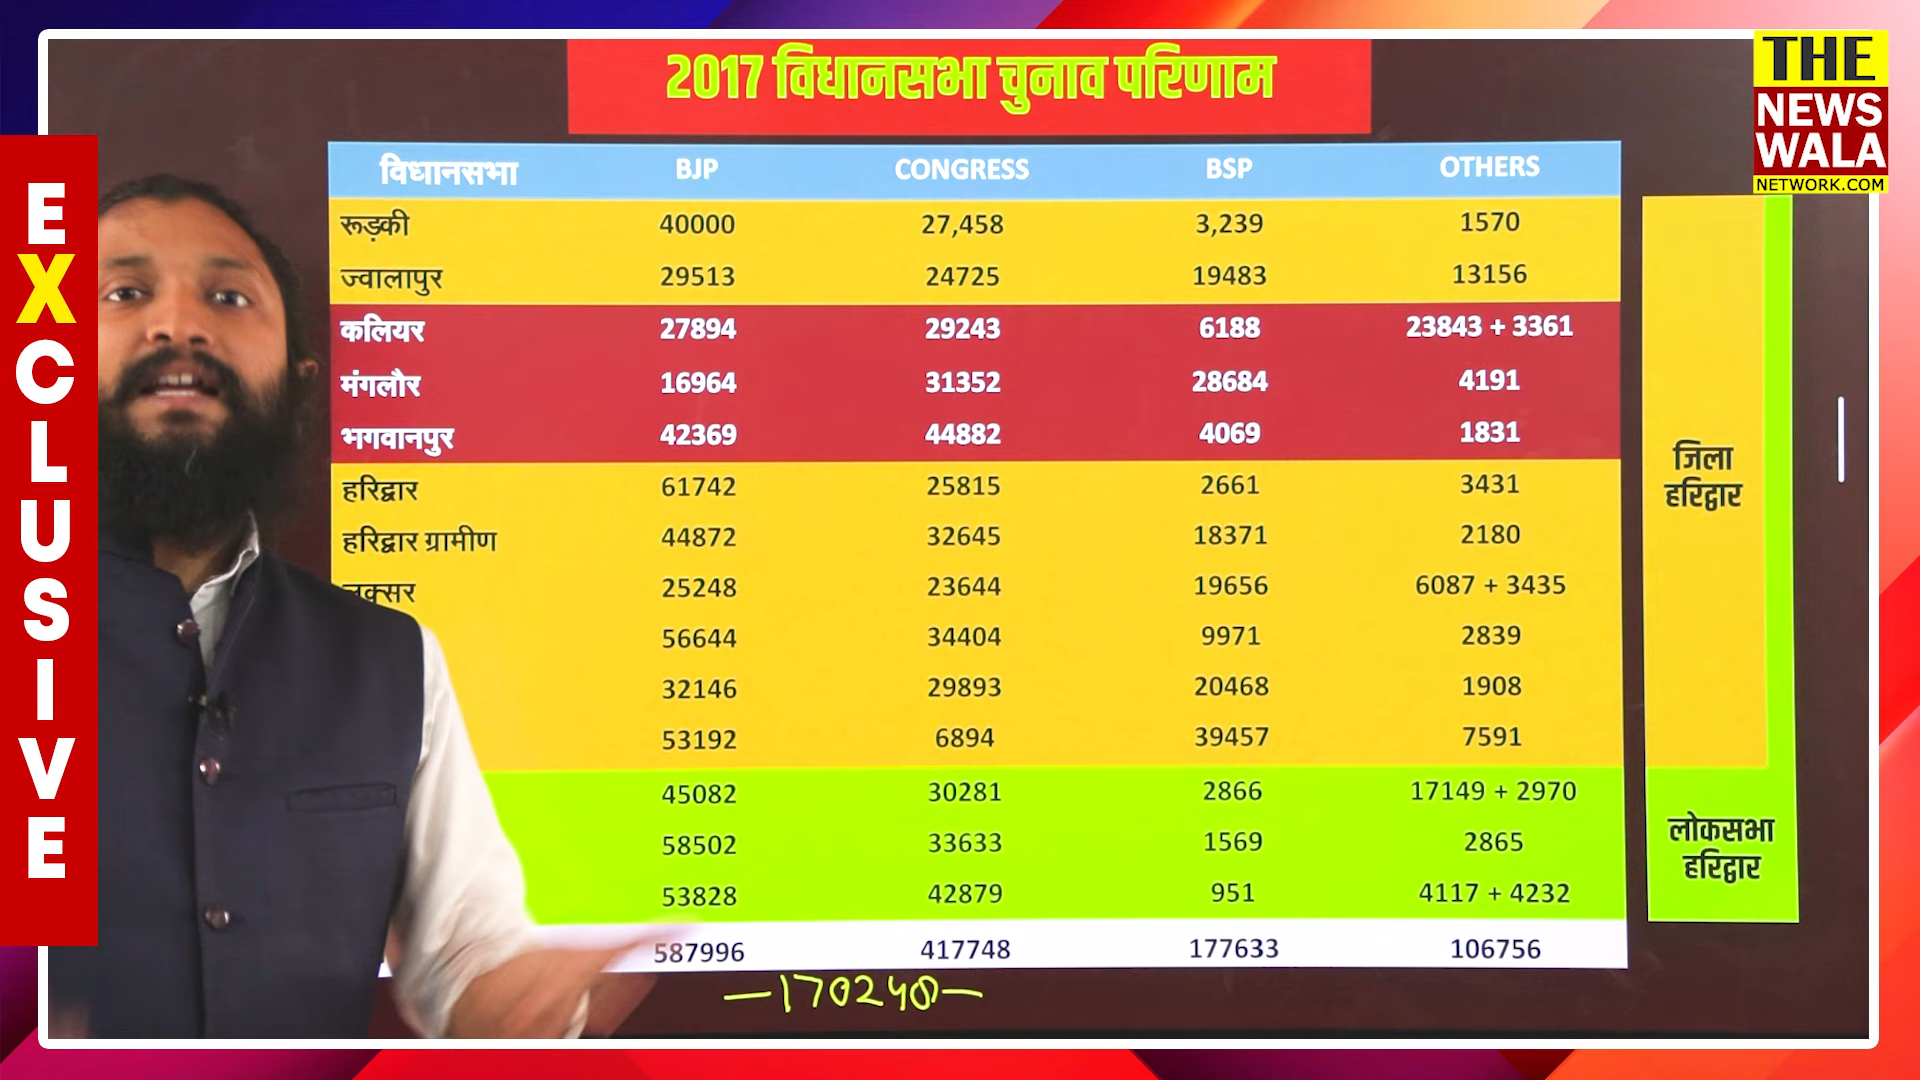 2017 विधानसभा चुनाव परिणाम
THE
NEWS
WALA
NETWORK.COM
EXCLUSIVE
विधानसभा BJP CONGRESS BSP OTHERS
रूड़की 40000 27,458 3,239 1570
ज्वालापुर 29513 24725 19483 13156
कलियर 27894 29243 6188 23843 + 3361
मंगलौर 16964 31352 28684 4191
भगवानपुर 42369 44882 4069 1831
हरिद्वार 61742 25815 2661 3431
हरिद्वार ग्रामीण 44872 32645 18371 2180
25248 23644 19656 6087 + 3435
56644 34404 9971 2839
32146 29893 20468 1908
53192 6894 39457 7591
45082 30281 2866 17149 + 2970
58502 33633 1569 2865
53828 42879 951 4117 + 4232
587996 417748 177633 106756
जिला
हरिद्वार
लोकसभा
हरिद्वार